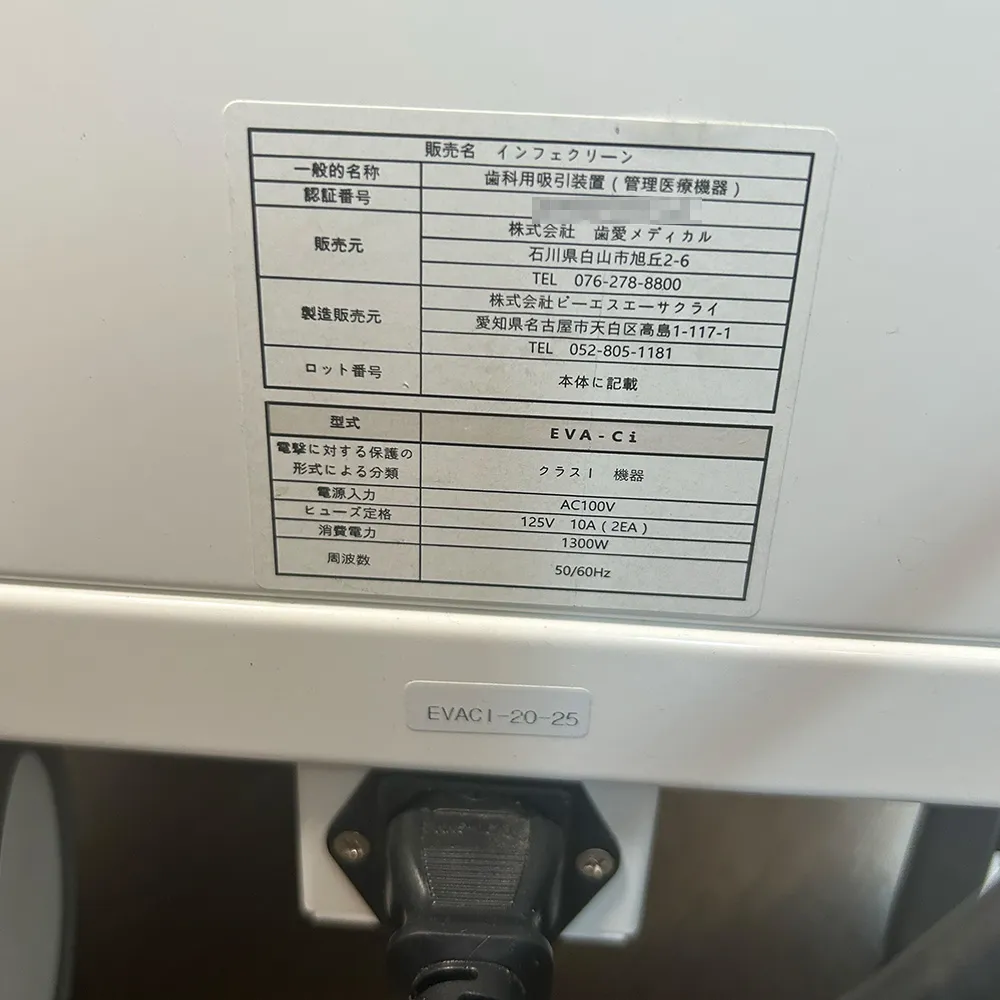 販売名 インフェクリーン
一般的名称 歯科用吸引装置(管理医療機器)
認証番号
販売元 株式会社 歯愛メディカル
石川県白山市旭丘2-6
TEL 076-278-8800
製造販売元 株式会社ピーエスエーサクライ
愛知県名古屋市天白区高島1-117-1
TEL 052-805-1181
ロット番号 本体に記載
型式 EVA-Ci
電撃に対する保護の
形式による分類 クラスI 機器
電源入力 AC100V
ヒューズ定格 125V 10A(2EA)
消費電力 1300W
周波数 50/60Hz
EVACI-20-25